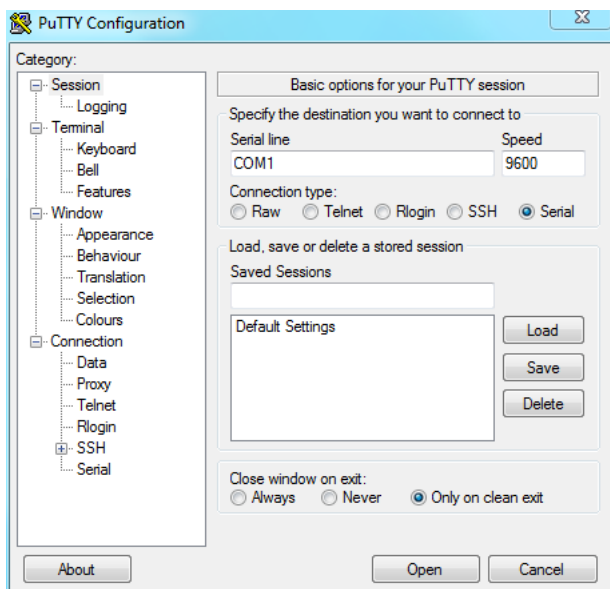 PuTTY Configuration
Category:
Session
Logging
Terminal
Keyboard
Bell
Features
Window
Appearance
Behaviour
Translation
Selection
Colours
Connection
Data
Proxy
Telnet
Rlogin
SSH
Serial
Basic options for your PuTTY session
Specify the destination you want to connect to
Serial line Speed
COM1 9600
Connection type:
Raw Telnet Rlogin SSH Serial
Load, save or delete a stored session
Saved Sessions
Default Settings
Load
Save
Delete
Close window on exit:
Always Never Only on clean exit
About Open Cancel